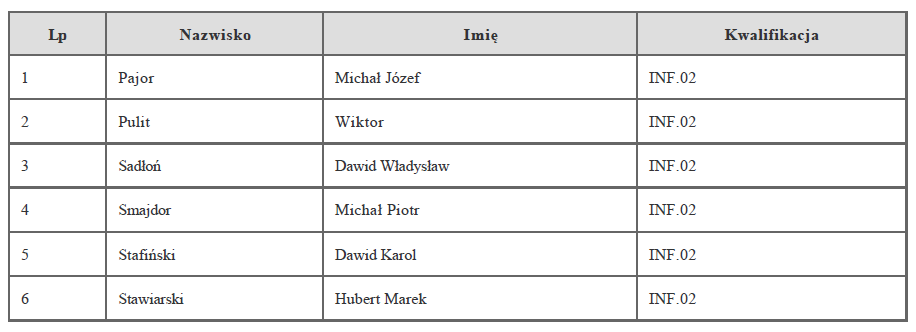 Lp Nazwisko Imię Kwalifikacja
1 Pajor Michał Józef INF.02
2 Pulit Wiktor INF.02
3 Sadłoń Dawid Władysław INF.02
4 Smajdor Michał Piotr INF.02
5 Stafiński Dawid Karol INF.02
6 Stawiarski Hubert Marek INF.02